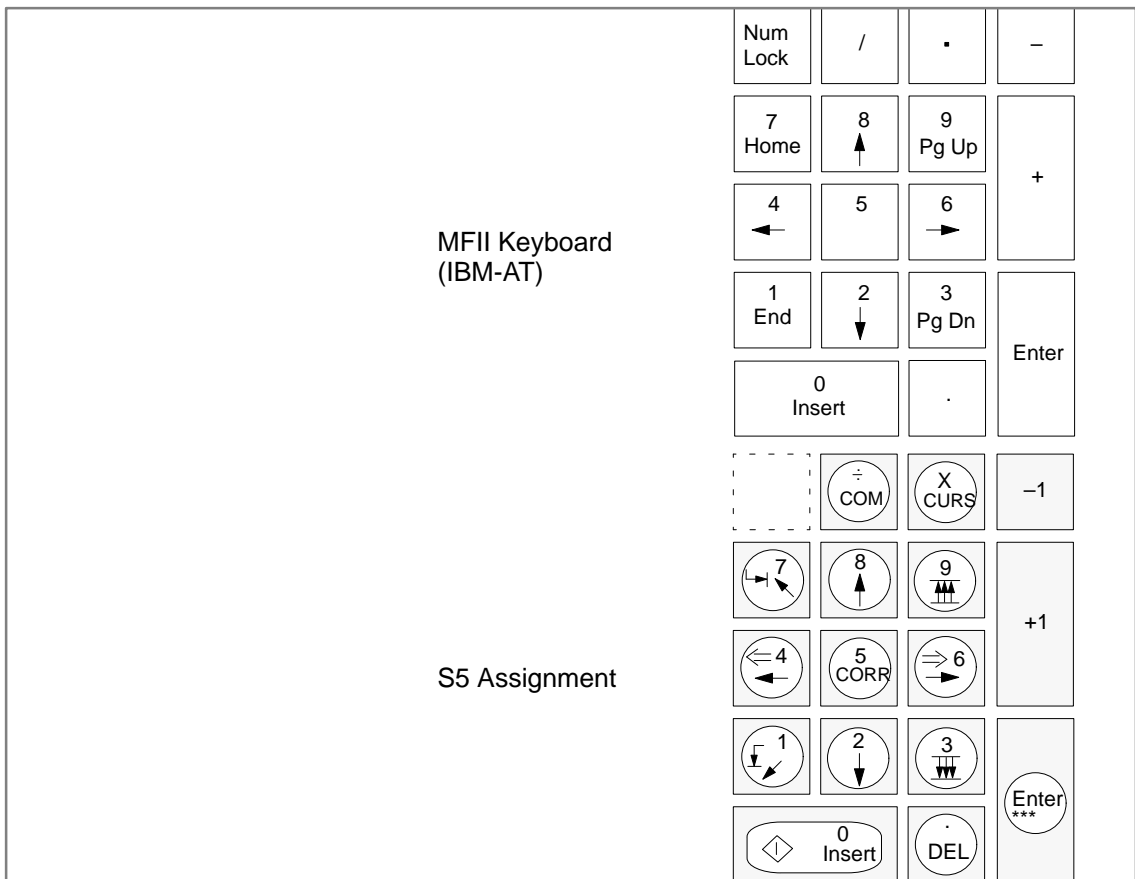 Num
Lock
/
.
–
7
Home
8
9
Pg Up
+
4
5
6
MFII Keyboard
(IBM-AT)
1
End
2
3
Pg Dn
Enter
0
Insert
.
÷
COM
X
CURS
–1
7
8
9
+1
4
5
CORR
6
S5 Assignment
1
2
3
Enter
***
0
Insert
.
DEL